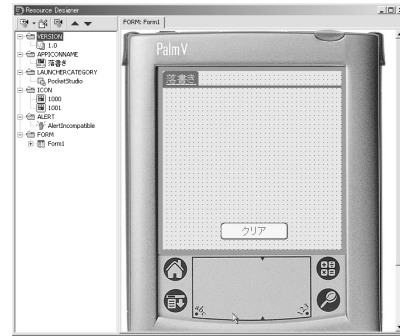 Resource Designer
FORM: Form1
VERSION
1.0
APPICONNAME
落書き
LAUNCHERCATEGORY
PocketStudio
ICON
1000
1001
ALERT
AlertIncompatible
FORM
Form1
PalmV
落書き
クリア